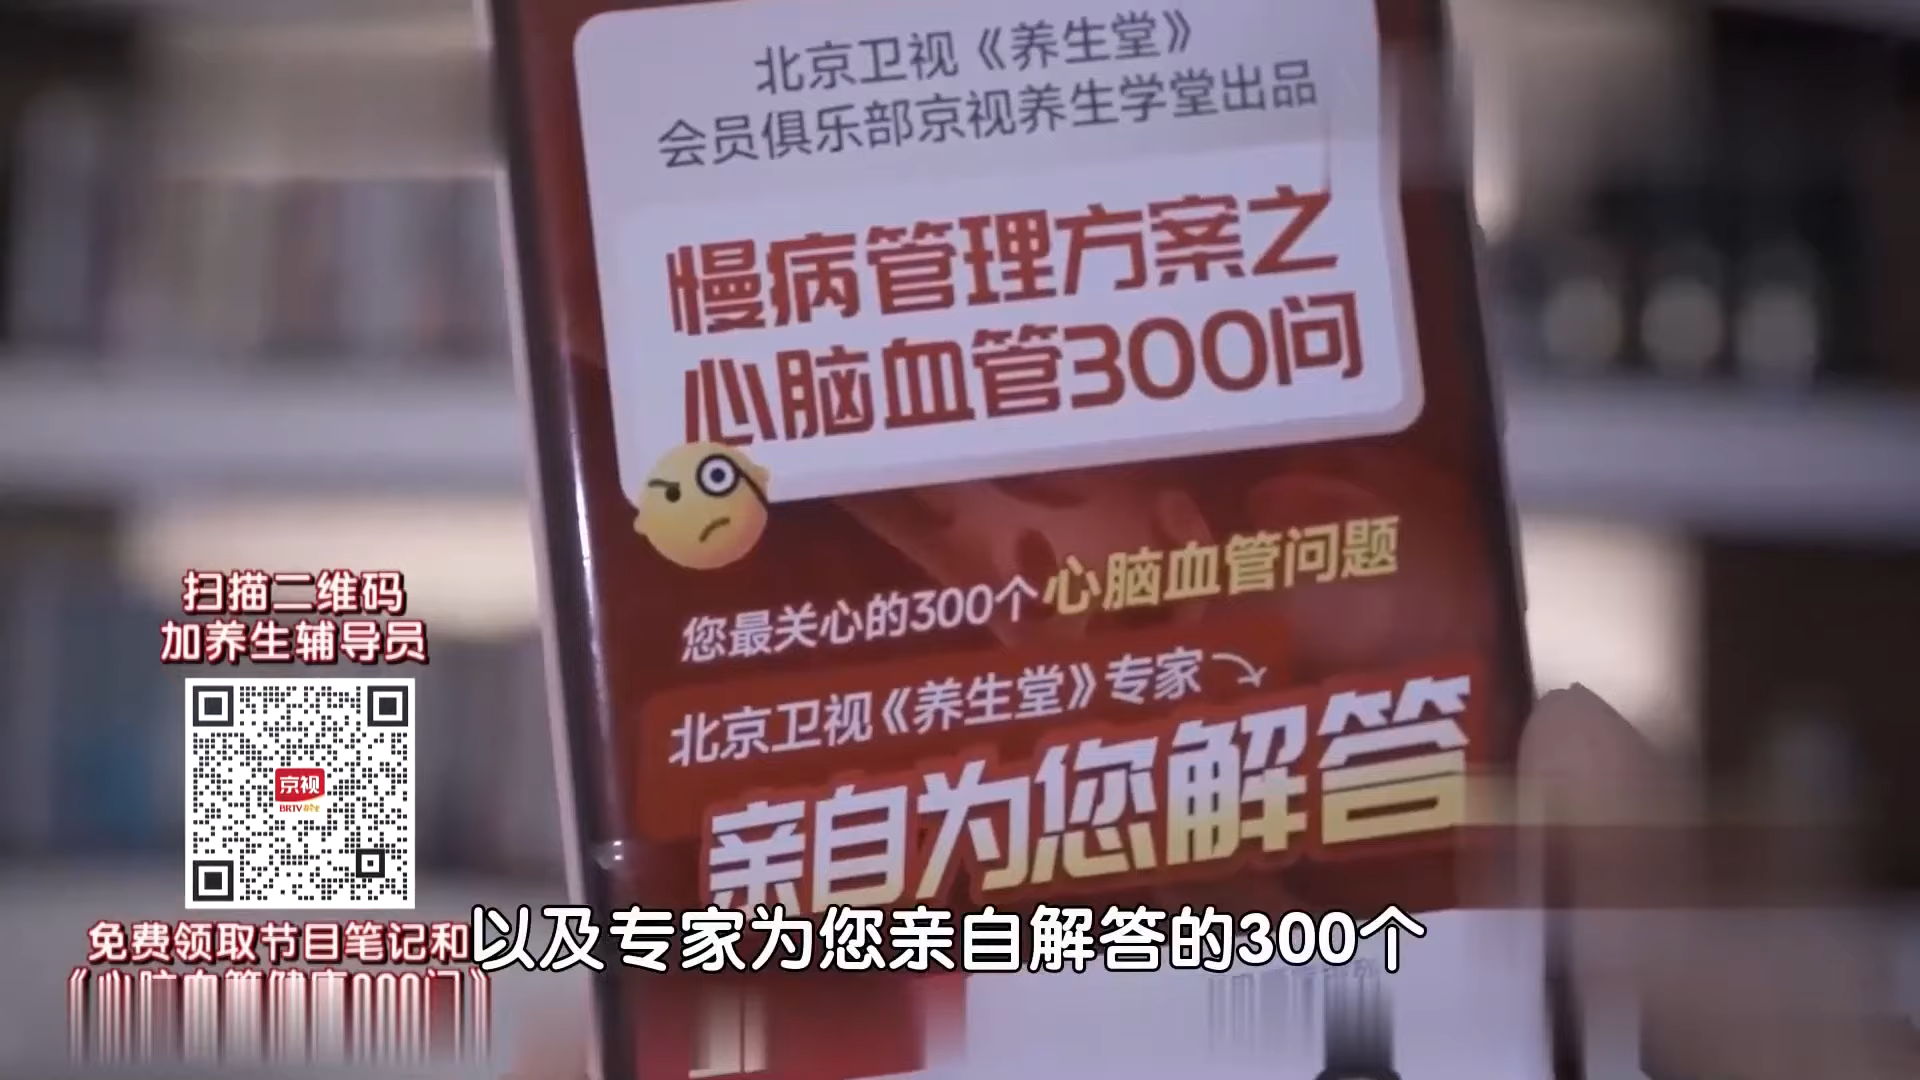 北京卫视《养生堂》
会员俱乐部京视养生学堂出品
慢病管理方案之
心脑血管300问
您最关心的300个心脑血管问题
北京卫视《养生堂》专家
亲自为您解答
扫描二维码
加养生辅导员
京视
BRTV
免费领取节目笔记和
以及专家为您亲自解答的300个